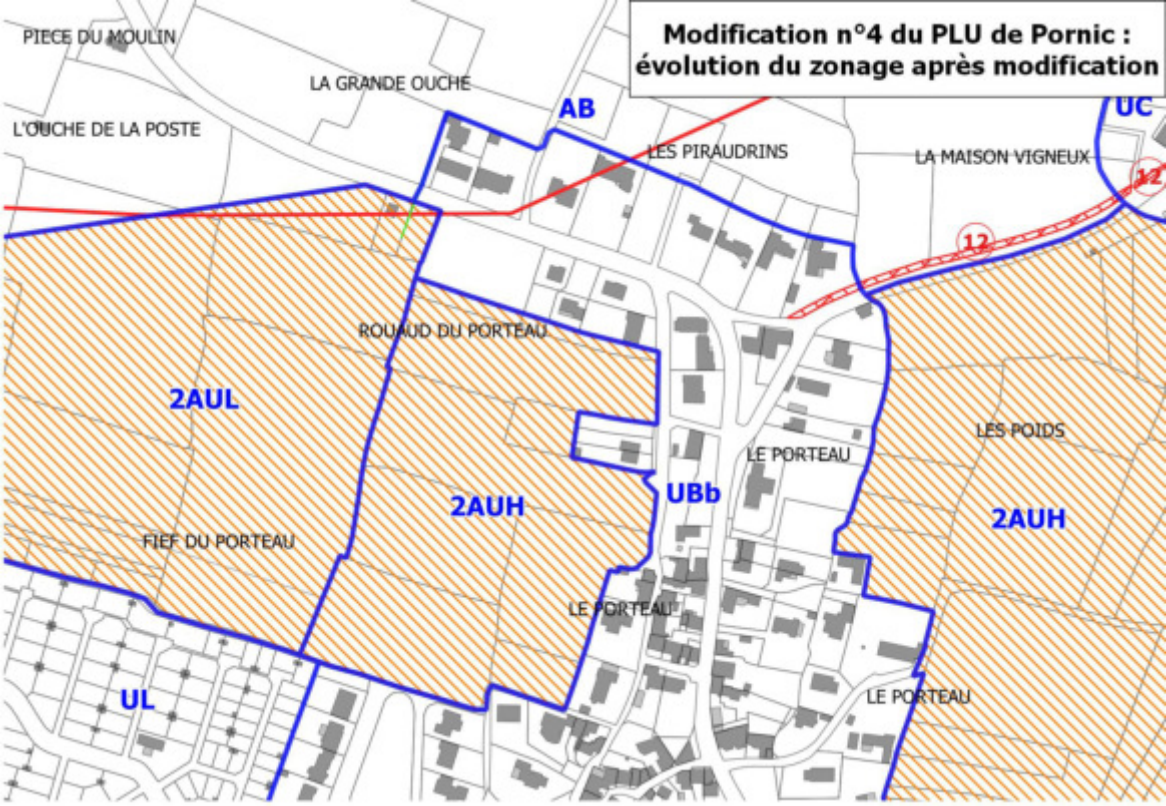 Modification n°4 du PLU de Pornic :
évolution du zonage après modification
PIECE DU MOULIN
LA GRANDE OUCHE
AB
UC
L'OUCHE DE LA POSTE
LES PIRAUDRINS
LA MAISON VIGNEUX
12
12
ROUAUD DU PORTEAU
2AUL
LES POIDS
LE PORTEAU
UBb
2AUH
2AUH
FIEF DU PORTEAU
LE PORTEAU
UL
LE PORTEAU